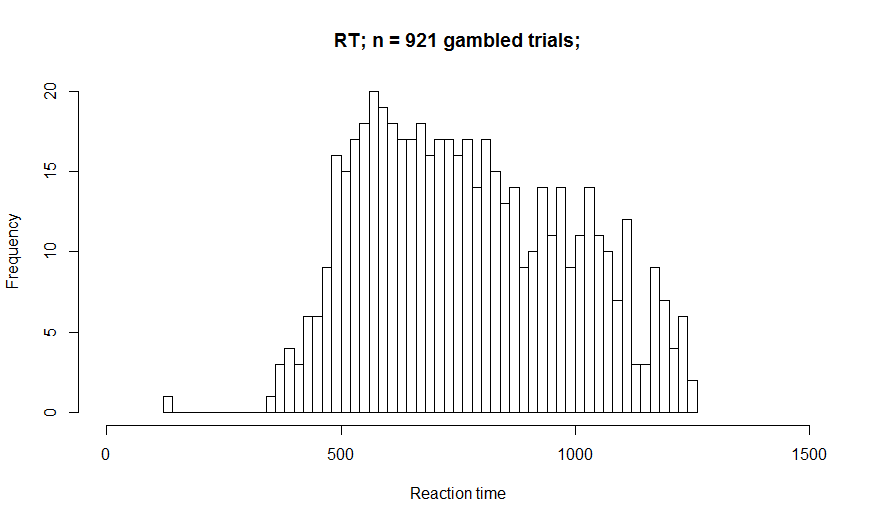 RT; n = 921 gambled trials;
20
15
10
5
0
Frequency
0 500 1000 1500
Reaction time